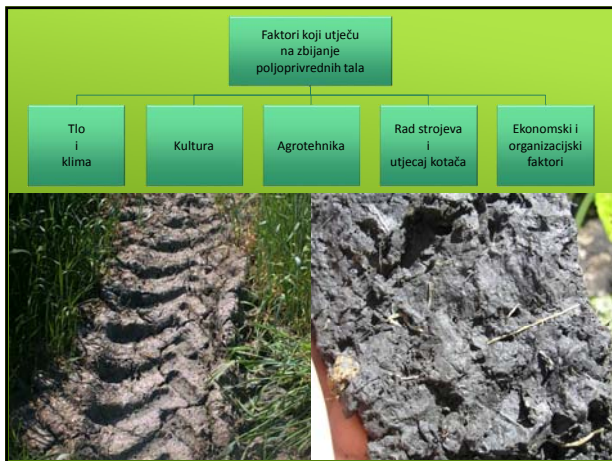 Faktori koji utječu
na zbijanje
poljoprivrednih tala
Tlo
i
klima
Kultura
Agrotehnika
Rad strojeva
i
utjecaj kotača
Ekonomski i
organizacijski
faktori